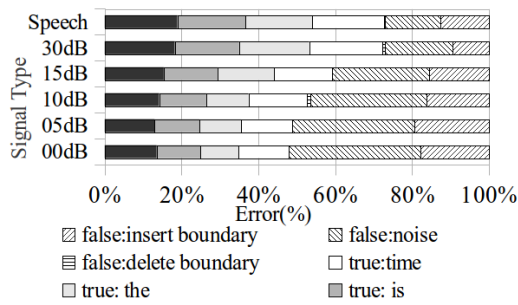 Signal Type
Speech
30dB
15dB
10dB
05dB
00dB
0% 20% 40% 60% 80% 100%
Error(%)
false:insert boundary false:noise
false:delete boundary true:time
true: the true: is